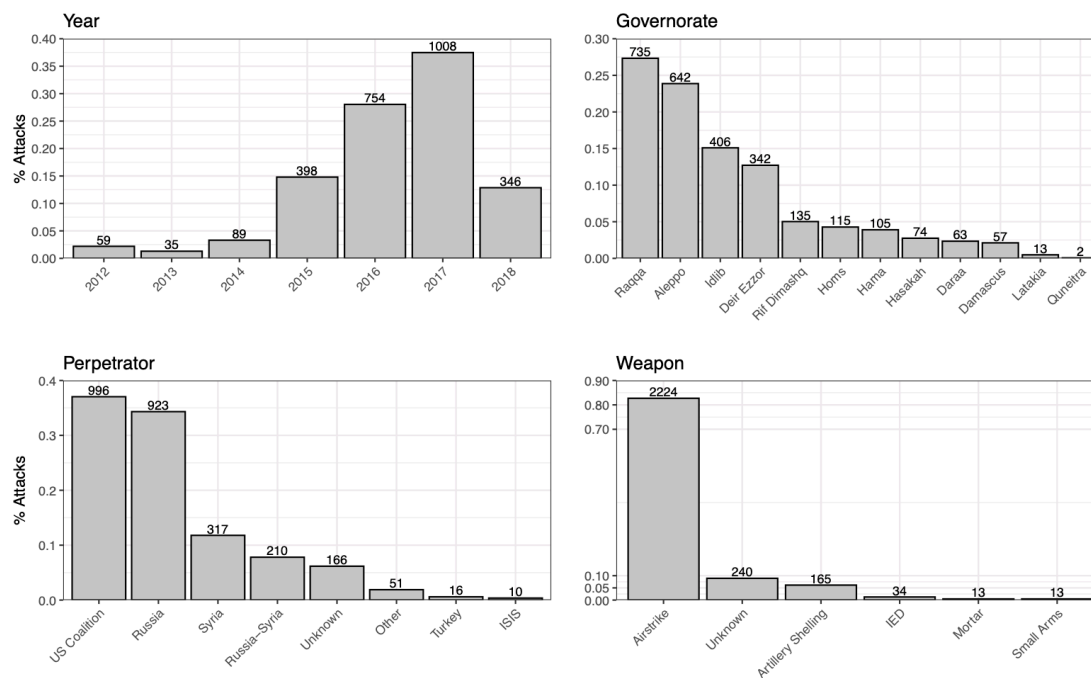 Year
% Attacks
0.40
0.35
0.30
0.25
0.20
0.15
0.10
0.05
0.00
59
35
89
398
754
1008
346
2012
2013
2014
2015
2016
2017
2018
Governorate
0.30
0.25
0.20
0.15
0.10
0.05
0.00
735
642
406
342
135
115
105
74
63
57
13
2
Raqqa
Aleppo
Idlib
Deir Ezzor
Rif Dimashq
Homs
Hama
Hasakah
Daraa
Damascus
Latakia
Quneitra
Perpetrator
% Attacks
0.4
0.3
0.2
0.1
0.0
996
923
317
210
166
51
16
10
US Coalition
Russia
Syria
Russia-Syria
Unknown
Other
Turkey
ISIS
Weapon
0.90
0.80
0.70
0.10
0.05
0.00
2224
240
165
34
13
13
Airstrike
Unknown
Artillery Shelling
IED
Mortar
Small Arms